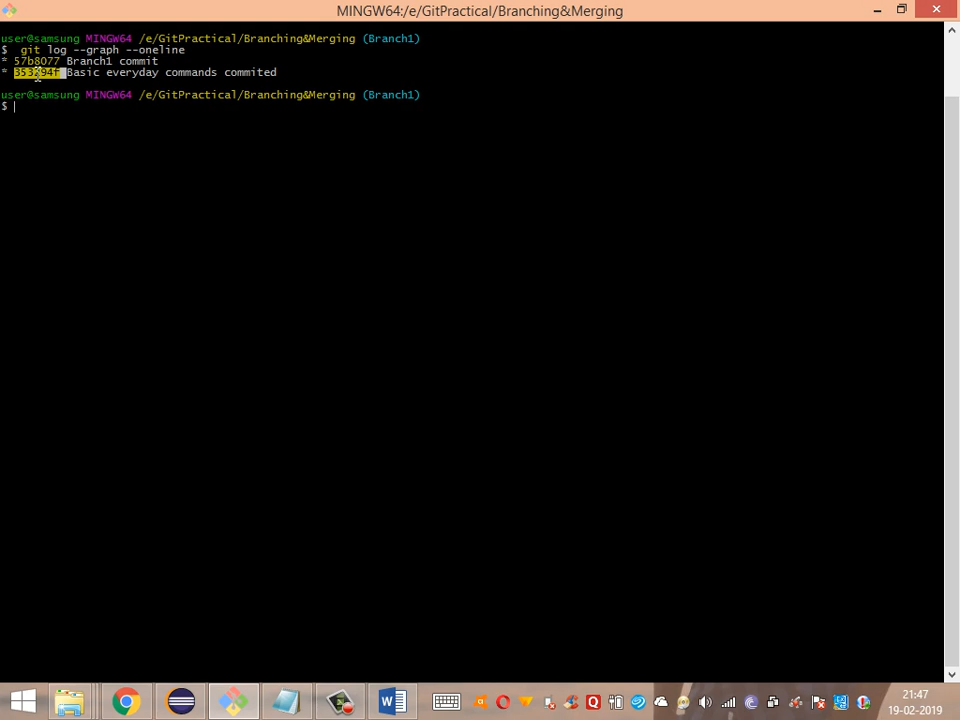 MINGW64:/e/GitPractical/Branching&Merging
user@samsung MINGW64 /e/GitPractical/Branching&Merging (Branch1)
$ git log --graph --oneline
* 57b8077 Branch1 commit
* 353294f Basic everyday commands commited
user@samsung MINGW64 /e/GitPractical/Branching&Merging (Branch1)
$
21:47
19-02-2019